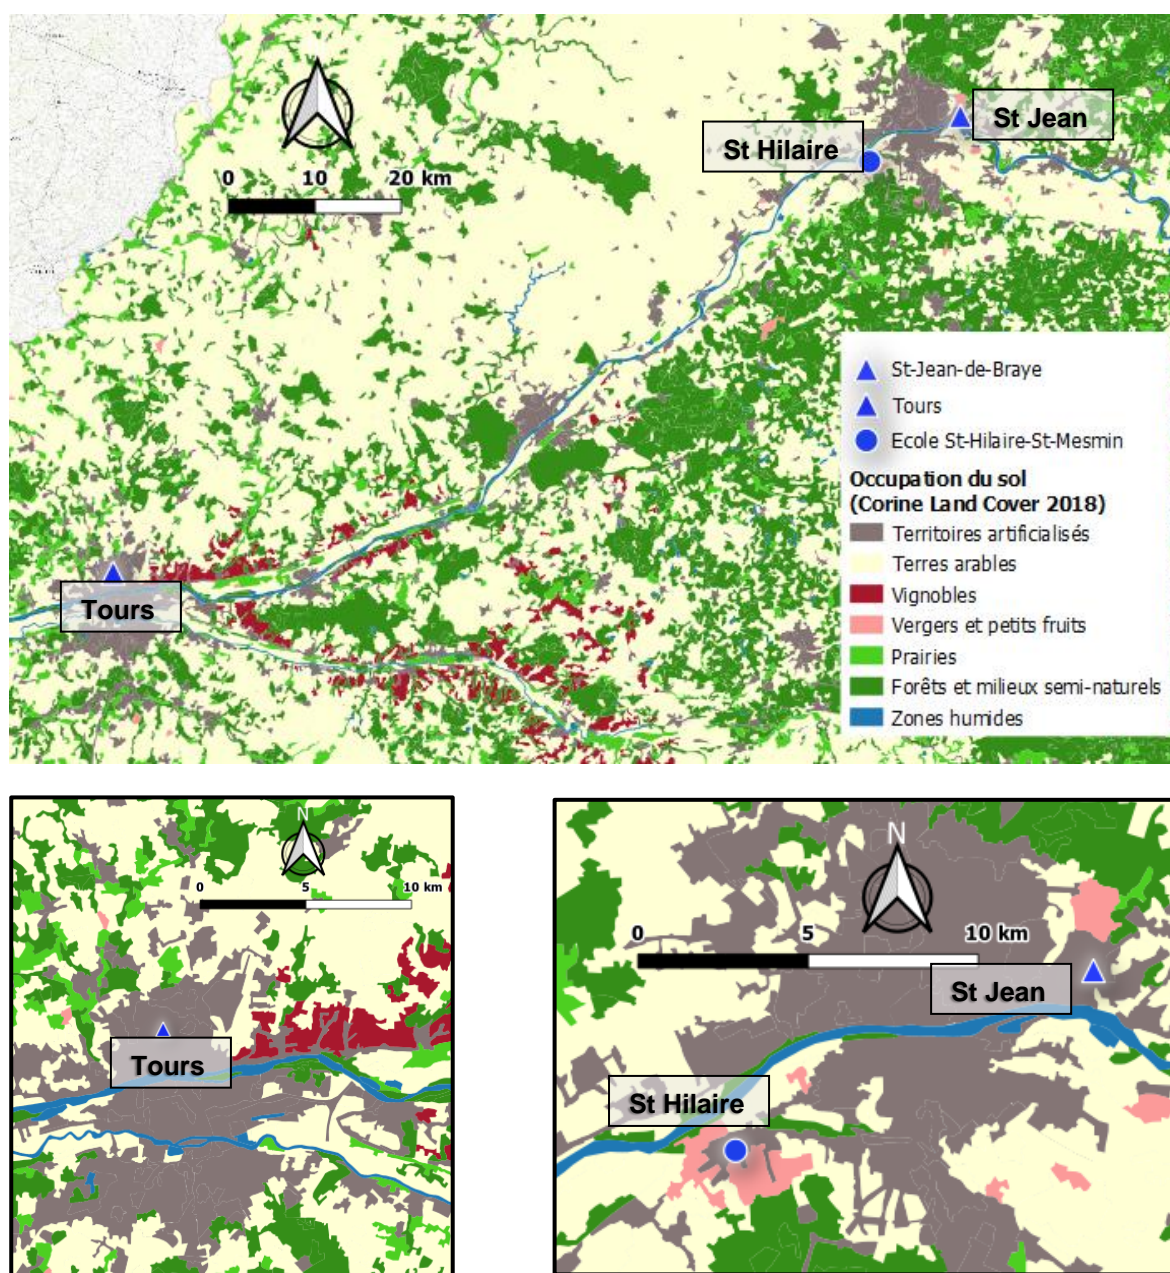 St Jean
St Hilaire
0 10 20 km
St-Jean-de-Braye
Tours
Ecole St-Hilaire-St-Mesmin
Occupation du sol
(Corine Land Cover 2018)
Territoires artificialisés
Terres arables
Vignobles
Vergers et petits fruits
Prairies
Forêts et milieux semi-naturels
Zones humides
Tours
N
0 5 10 km
Tours
N
0 5 10 km
St Jean
St Hilaire